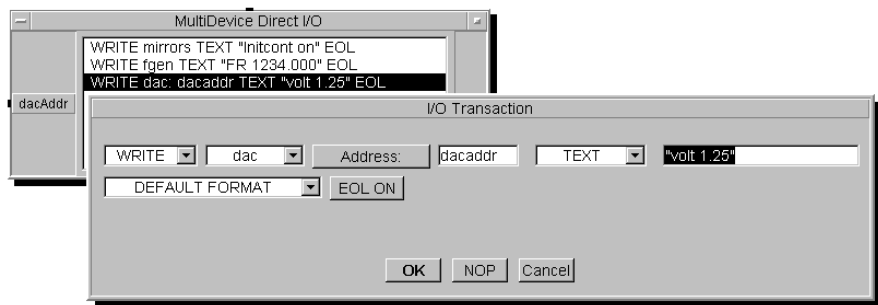 MultiDevice Direct I/O
WRITE mirrors TEXT "Initcont on" EOL
WRITE fgen TEXT "FR 1234.000" EOL
WRITE dac: dacaddr TEXT "volt 1.25" EOL
dacAddr
I/O Transaction
WRITE dac Address: dacaddr TEXT "volt 1.25"
DEFAULT FORMAT EOL ON
OK NOP Cancel